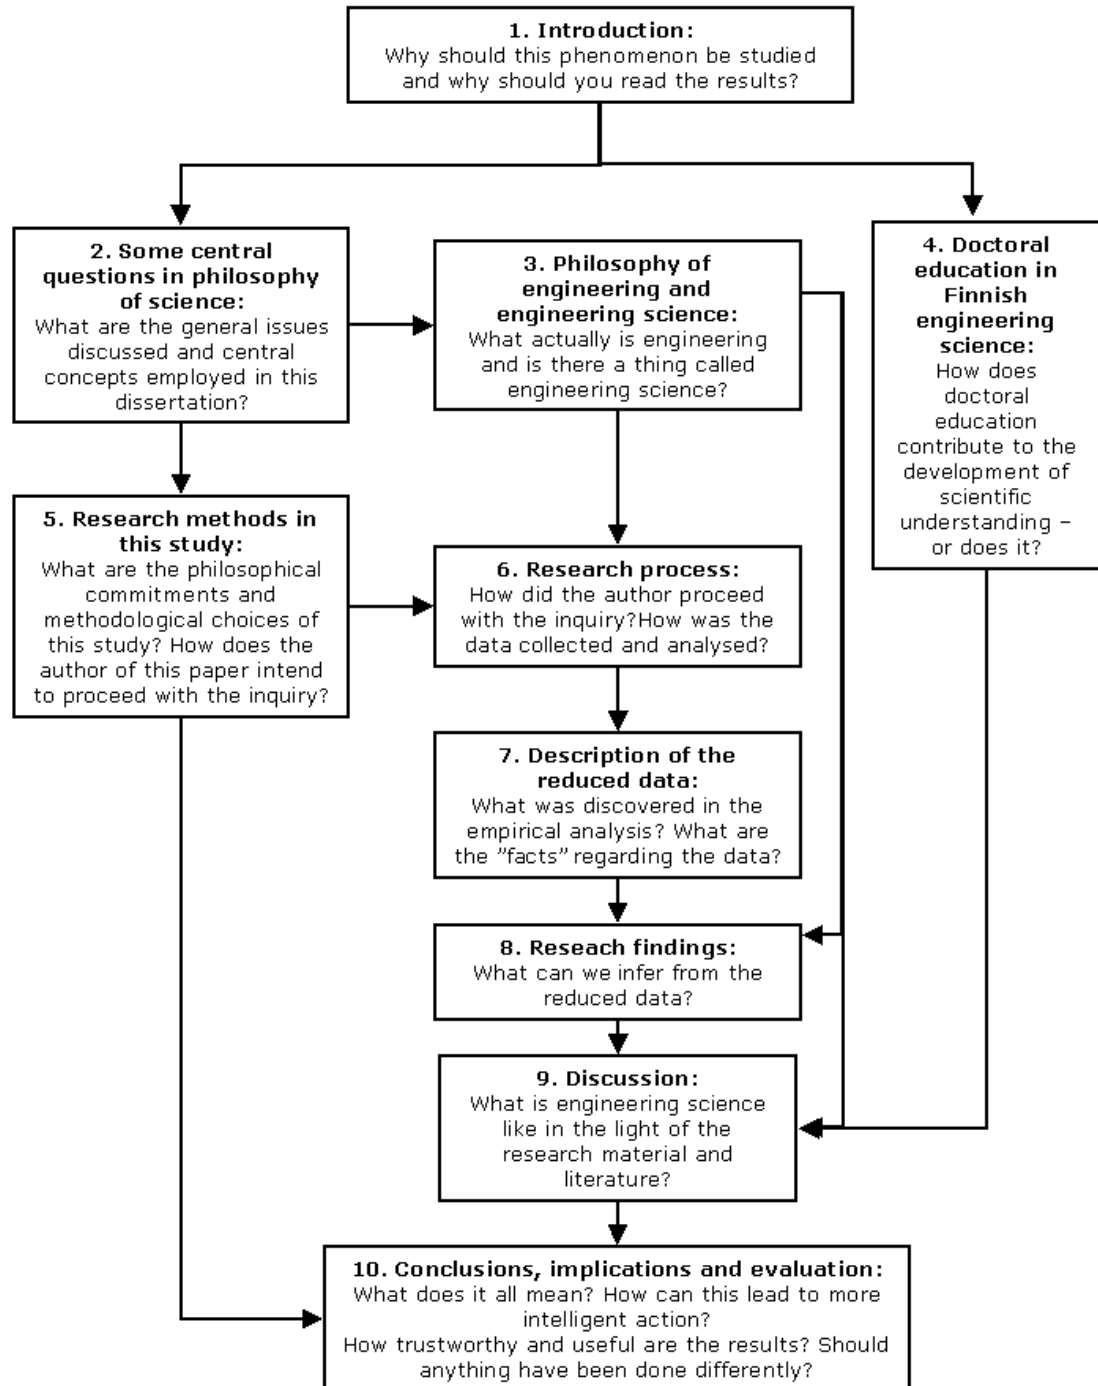 1. Introduction:
Why should this phenomenon be studied
and why should you read the results?
2. Some central
questions in philosophy
of science:
What are the general issues
discussed and central
concepts employed in this
dissertation?
3. Philosophy of
engineering and
engineering science:
What actually is engineering
and is there a thing called
engineering science?
4. Doctoral
education in
Finnish
engineering
science:
How does
doctoral
education
contribute to the
development of
scientific
understanding –
or does it?
5. Research methods in
this study:
What are the philosophical
commitments and
methodological choices of
this study? How does the
author of this paper intend
to proceed with the inquiry?
6. Research process:
How did the author proceed
with the inquiry?How was the
data collected and analysed?
7. Description of the
reduced data:
What was discovered in the
empirical analysis? What are
the ”facts” regarding the data?
8. Reseach findings:
What can we infer from the
reduced data?
9. Discussion:
What is engineering science
like in the light of the
research material and
literature?
10. Conclusions, implications and evaluation:
What does it all mean? How can this lead to more
intelligent action?
How trustworthy and useful are the results? Should
anything have been done differently?